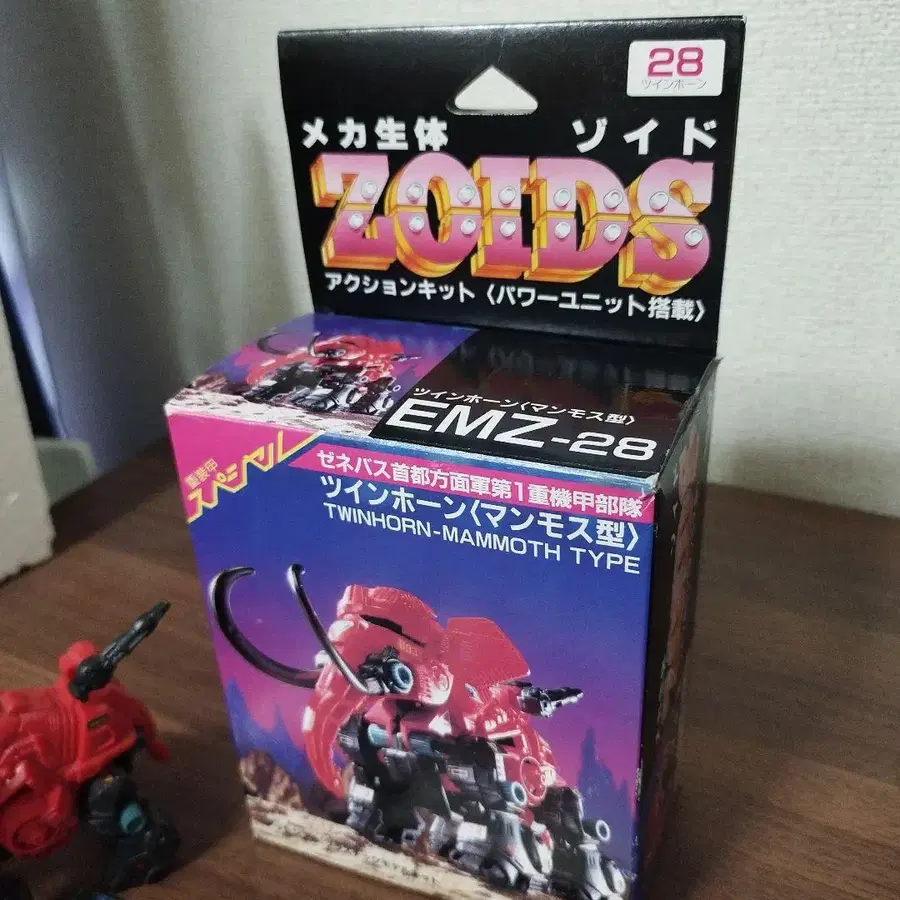 28
ツインホーン
メカ生体 ゾイド
ZOIDS
アクションキット〈パワーユニット搭載〉
ツインホーン〈マンモス型〉
EMZ-28
重装甲
スペシャル
ゼネバス首都方面軍第1重機甲部隊
ツインホーン〈マンモス型〉
TWINHORN-MAMMOTH TYPE